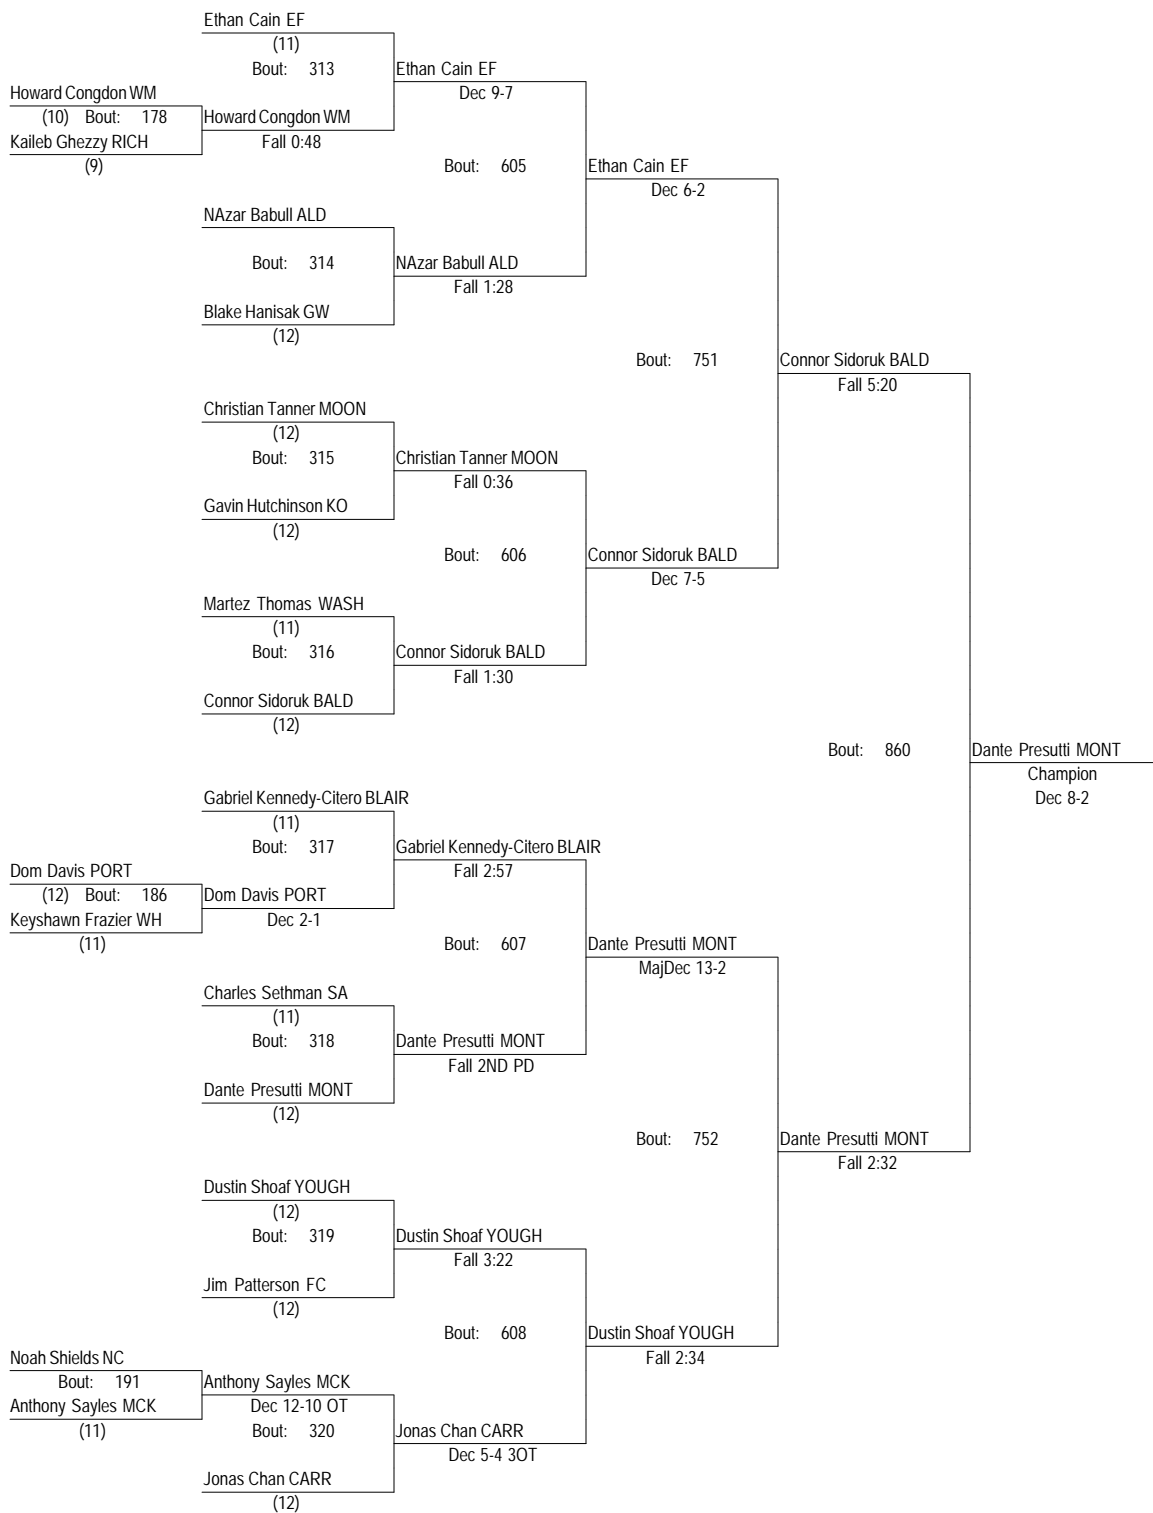 Ethan Cain EF
(11)
Bout: 313
Ethan Cain EF
Dec 9-7
Howard Congdon WM
(10) Bout: 178
Howard Congdon WM
Fall 0:48
Kaileb Ghezzy RICH
(9)
Bout: 605
Ethan Cain EF
Dec 6-2
NAzar Babull ALD
Bout: 314
NAzar Babull ALD
Fall 1:28
Blake Hanisak GW
(12)
Bout: 751
Connor Sidoruk BALD
Fall 5:20
Christian Tanner MOON
(12)
Bout: 315
Christian Tanner MOON
Fall 0:36
Gavin Hutchinson KO
(12)
Bout: 606
Connor Sidoruk BALD
Dec 7-5
Martez Thomas WASH
(11)
Bout: 316
Connor Sidoruk BALD
Fall 1:30
Connor Sidoruk BALD
(12)
Bout: 860
Dante Presutti MONT
Champion
Dec 8-2
Gabriel Kennedy-Citero BLAIR
(11)
Bout: 317
Gabriel Kennedy-Citero BLAIR
Fall 2:57
Dom Davis PORT
(12) Bout: 186
Dom Davis PORT
Dec 2-1
Keyshawn Frazier WH
(11)
Bout: 607
Dante Presutti MONT
MajDec 13-2
Charles Sethman SA
(11)
Bout: 318
Dante Presutti MONT
Fall 2ND PD
Dante Presutti MONT
(12)
Bout: 752
Dante Presutti MONT
Fall 2:32
Dustin Shoaf YOUGH
(12)
Bout: 319
Dustin Shoaf YOUGH
Fall 3:22
Jim Patterson FC
(12)
Bout: 608
Dustin Shoaf YOUGH
Fall 2:34
Noah Shields NC
Bout: 191
Anthony Sayles MCK
Dec 12-10 OT
Anthony Sayles MCK
(11)
Bout: 320
Jonas Chan CARR
Dec 5-4 3OT
Jonas Chan CARR
(12)